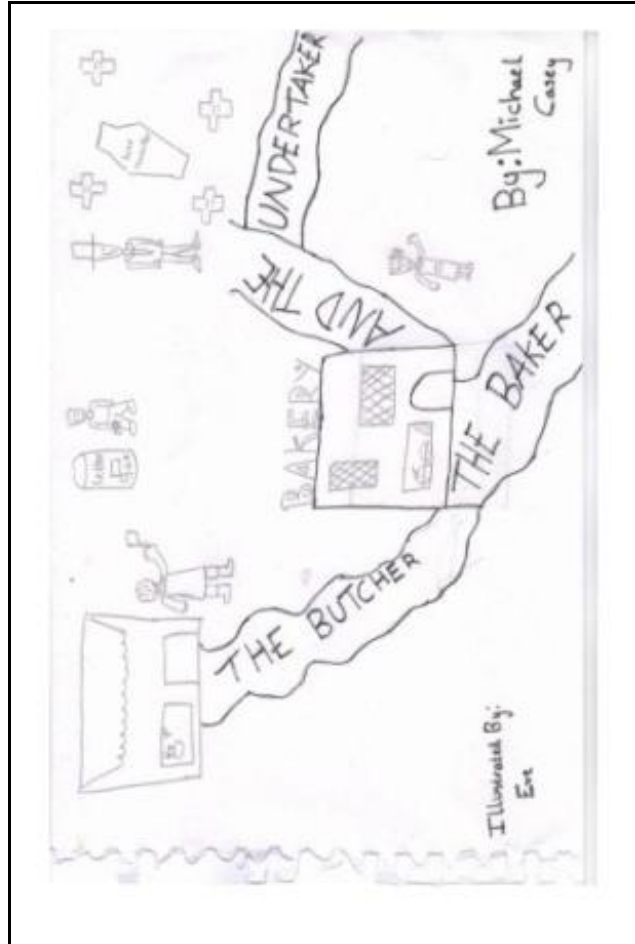 THE BUTCHER
THE BAKER
AND THE
UNDERTAKER
BAKERY
By: Michael
Casey
Illustrated By:
Eve